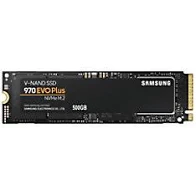 V-NAND SSD
970 EVO Plus
NVMe M.2
SAMSUNG
500GB